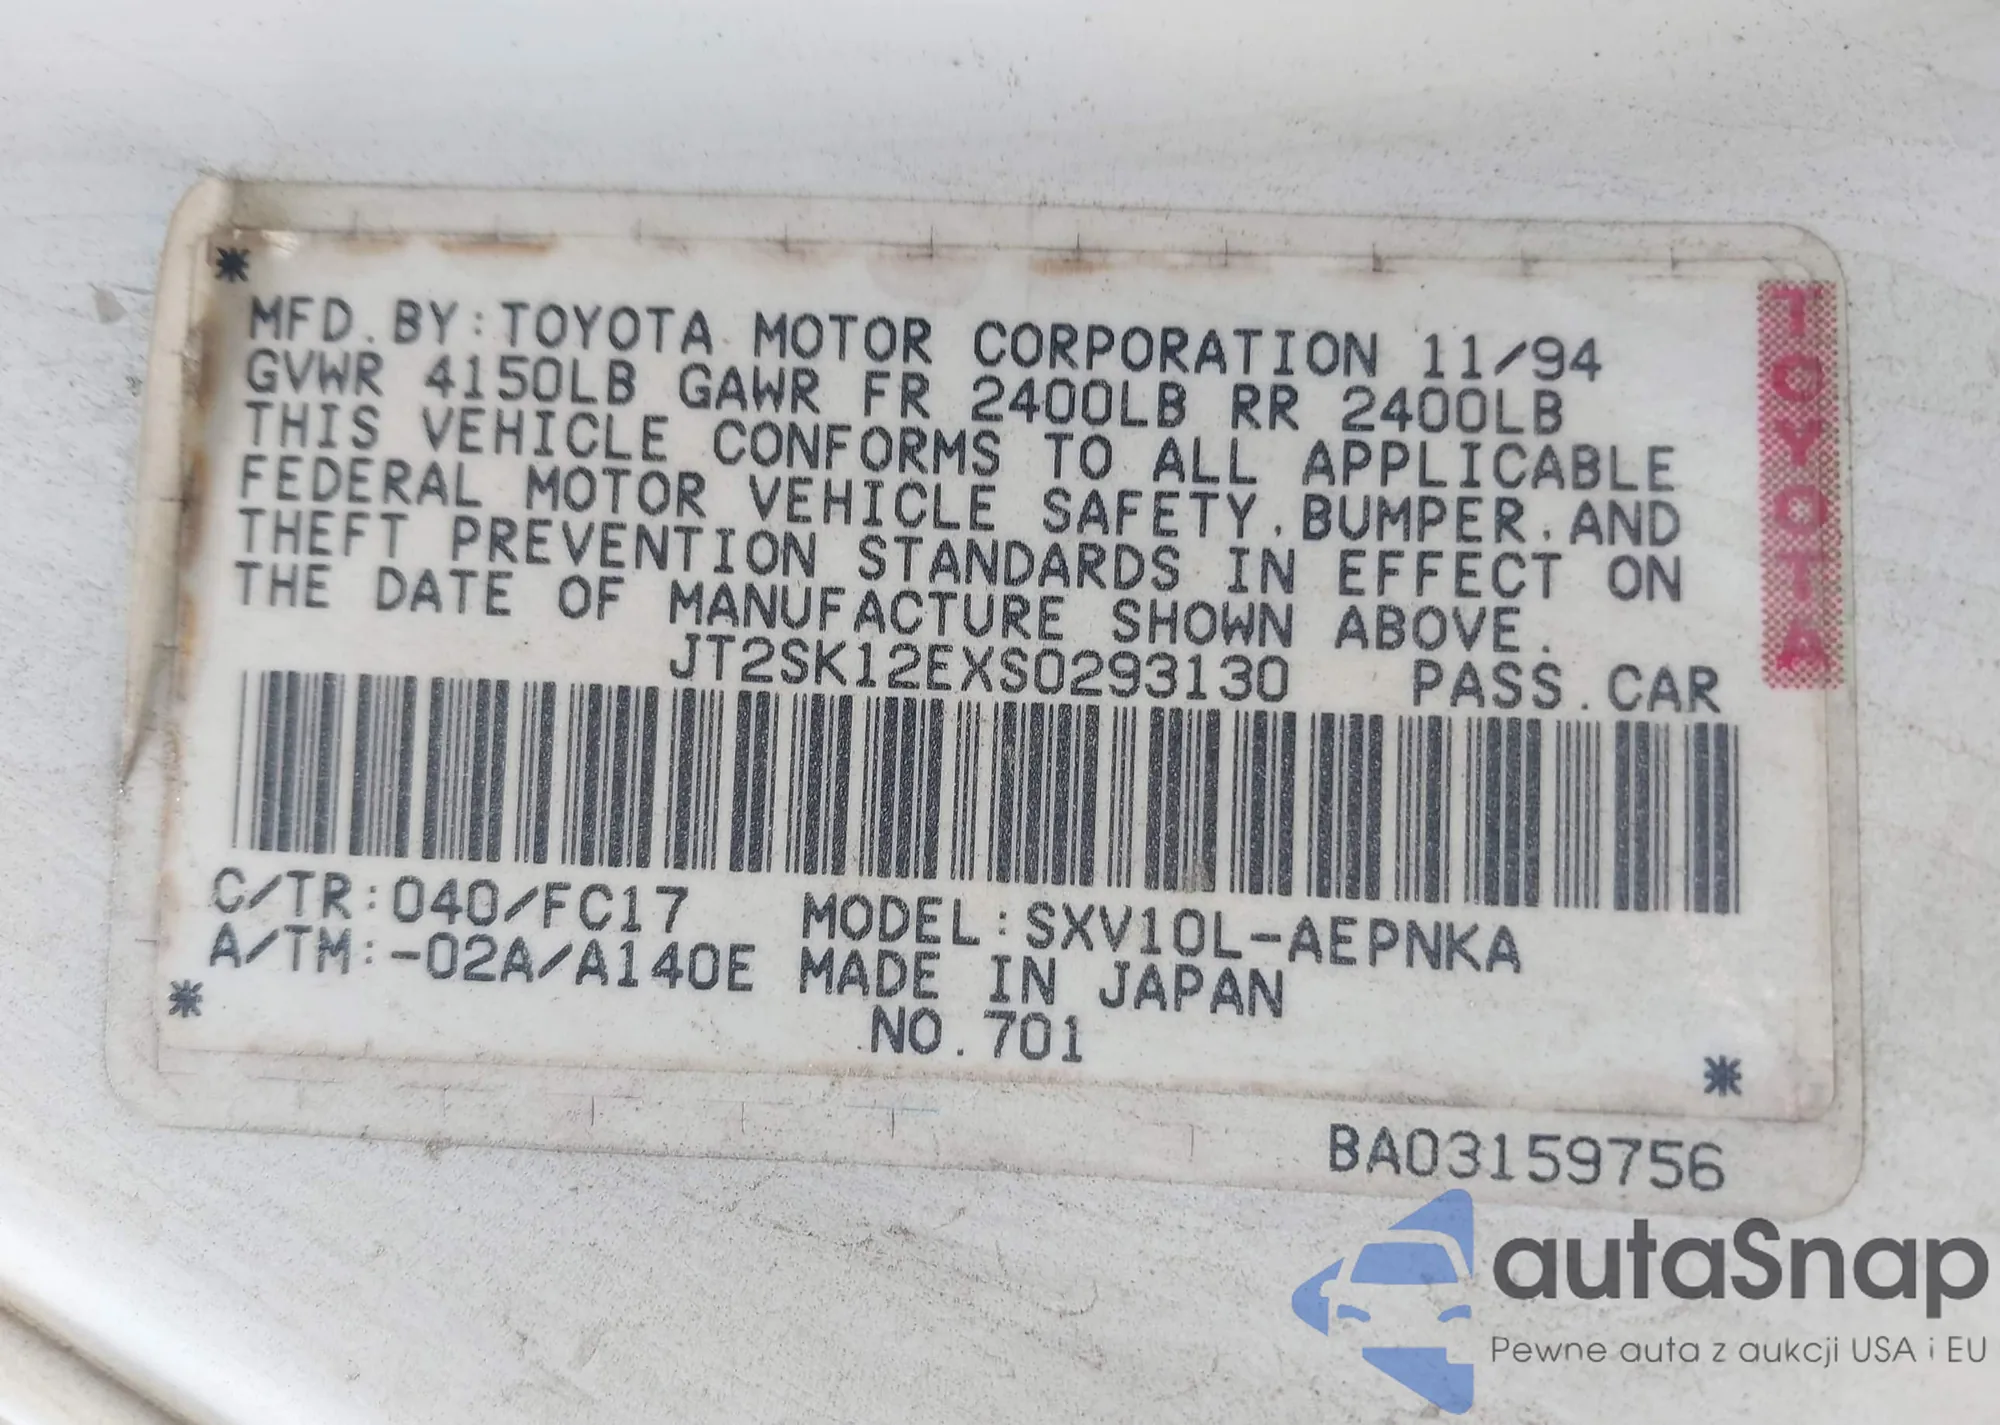 MFD.BY:TOYOTA MOTOR CORPORATION 11/94
GVWR 4150LB GAWR FR 2400LB RR 2400LB
THIS VEHICLE CONFORMS TO ALL APPLICABLE
FEDERAL MOTOR VEHICLE SAFETY.BUMPER.AND
THEFT PREVENTION STANDARDS IN EFFECT ON
THE DATE OF MANUFACTURE SHOWN ABOVE.
JT2SK12EXS0293130 PASS.CAR
C/TR:040/FC17 MODEL:SXV10L-AEPNKA
A/TM:-02A/A140E MADE IN JAPAN
NO.701
TOYOTA
BA03159756
autaSnap
Pewne auta z aukcji USA i EU